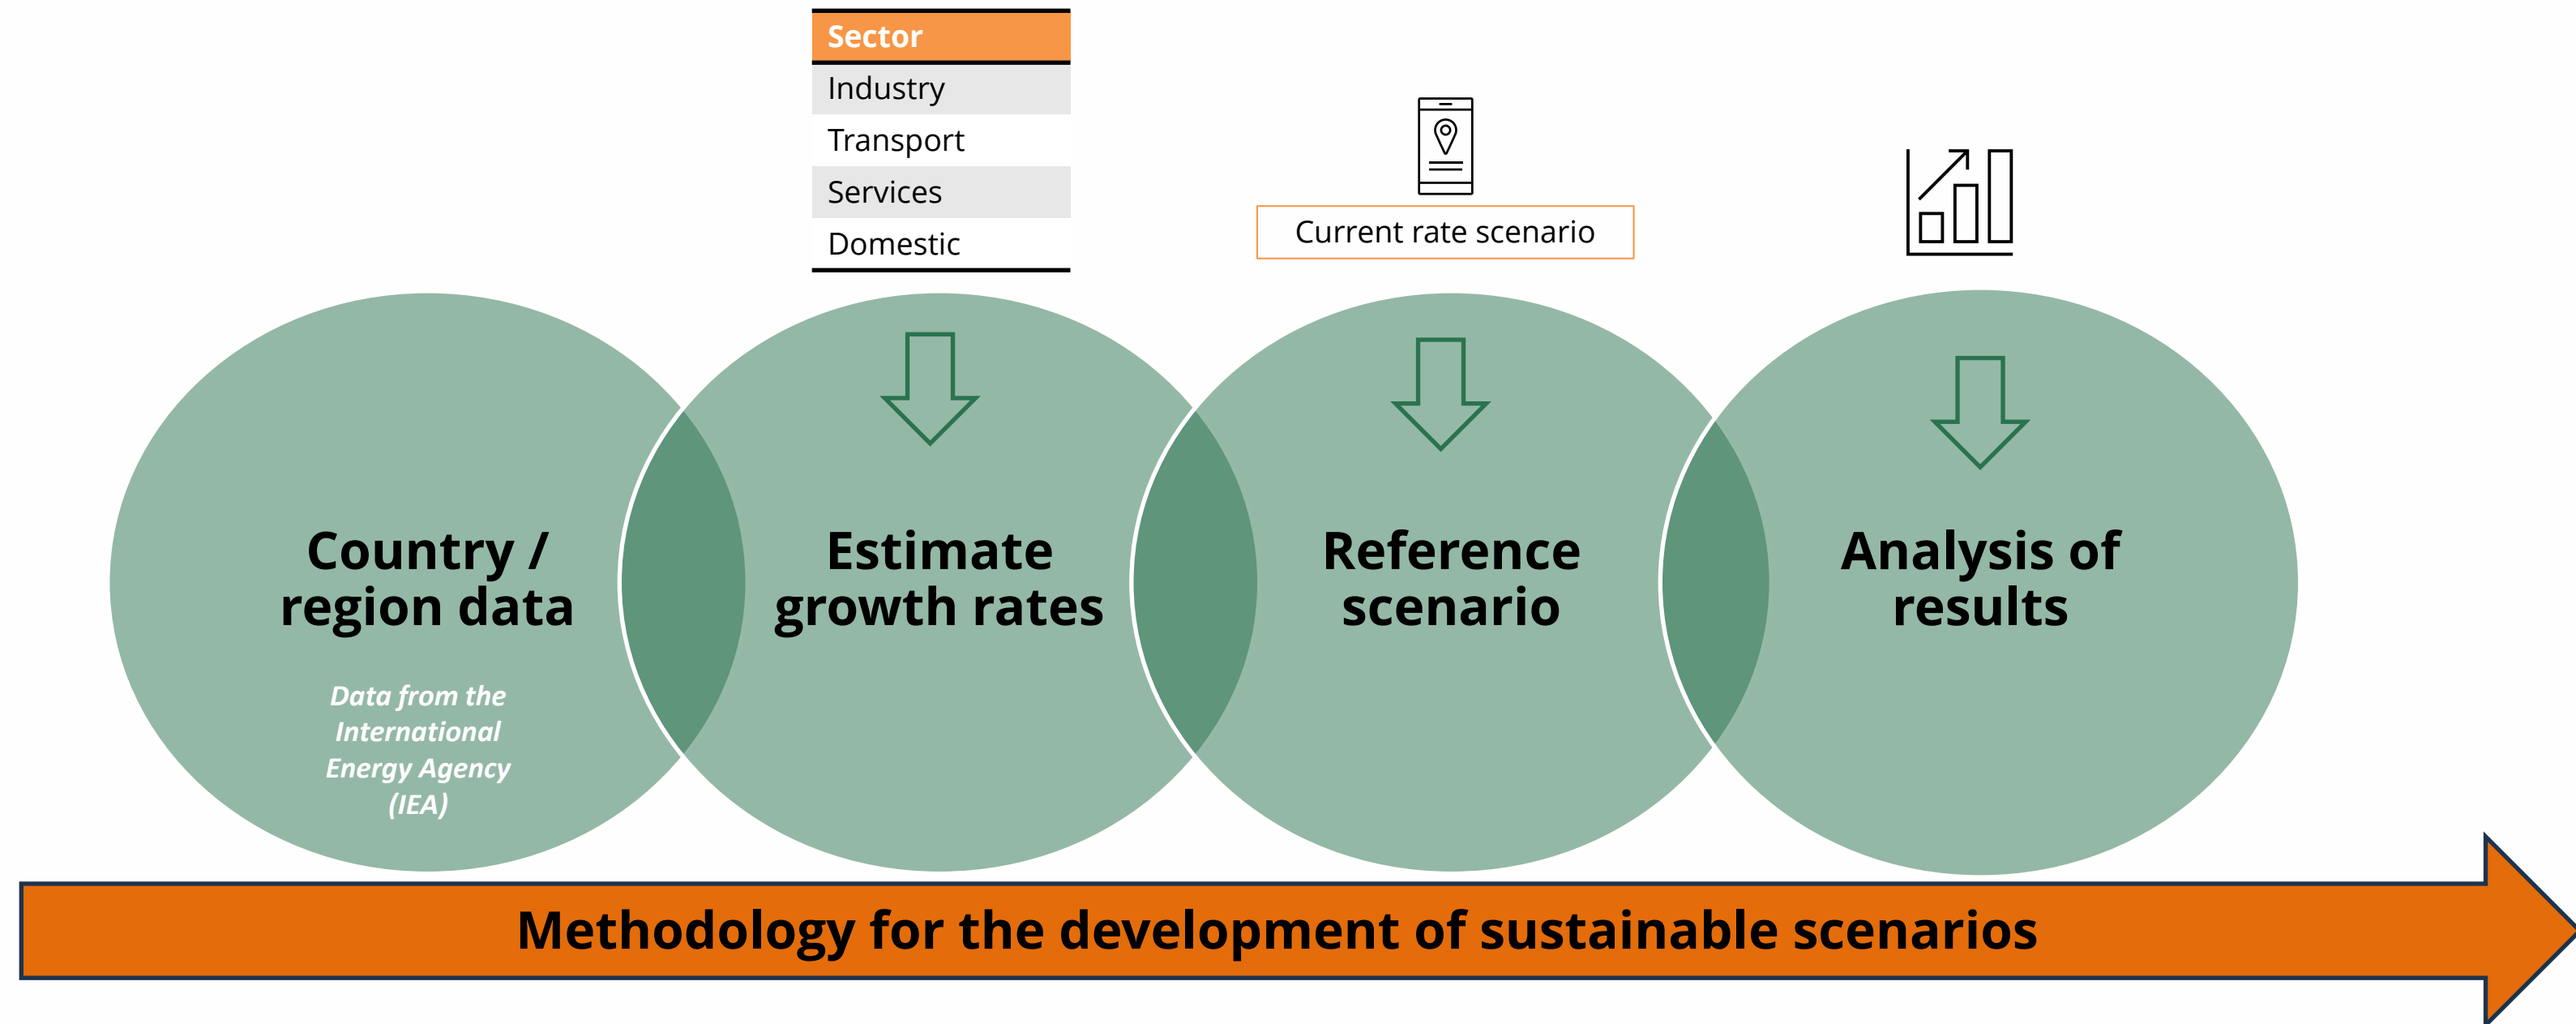 Sector
Industry
Transport
Services
Domestic
Current rate scenario
Country /
region data
Data from the
International
Energy Agency
(IEA)
Estimate
growth rates
Reference
scenario
Analysis of
results
Methodology for the development of sustainable scenarios